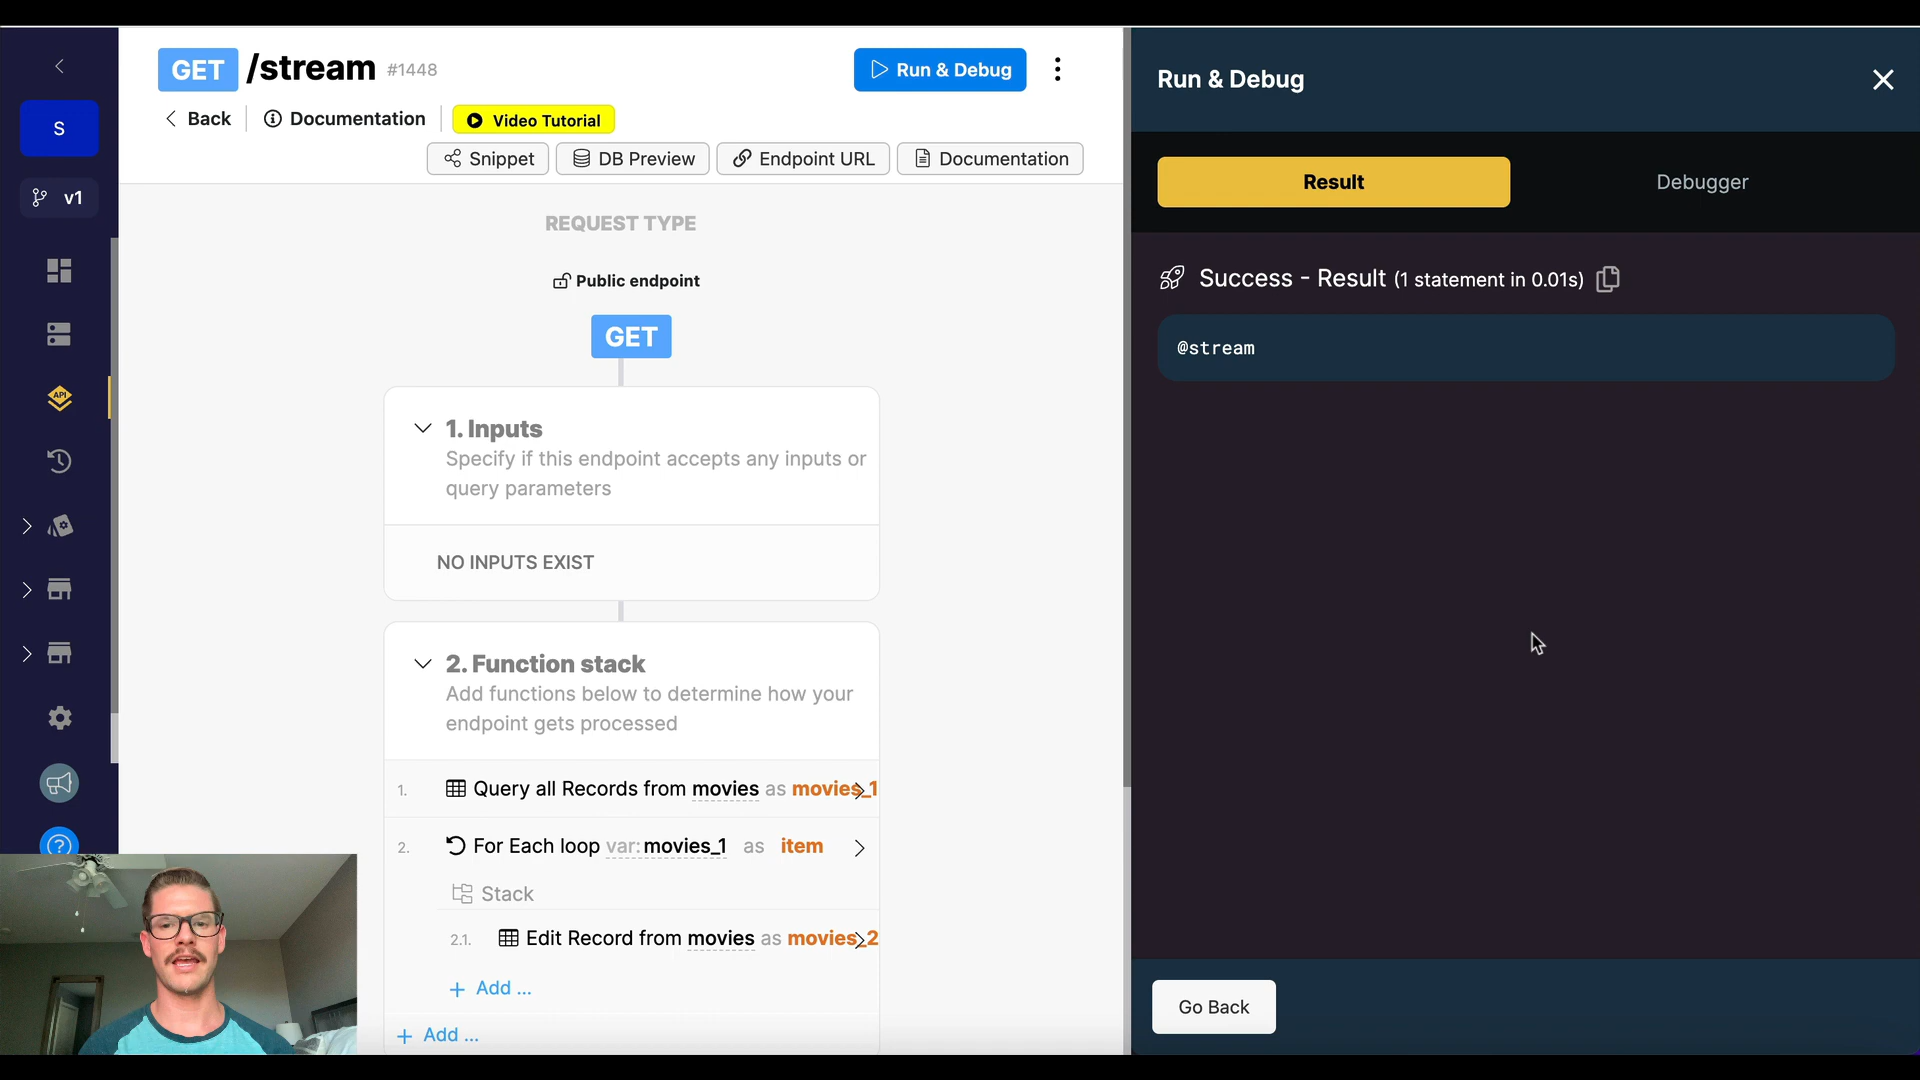 S
v1
API
GET /stream #1448
Run & Debug
Back
Documentation
Video Tutorial
Snippet
DB Preview
Endpoint URL
Documentation
REQUEST TYPE
Public endpoint
GET
1. Inputs
Specify if this endpoint accepts any inputs or
query parameters
NO INPUTS EXIST
2. Function stack
Add functions below to determine how your
endpoint gets processed
1. Query all Records from movies as movies_1
2. For Each loop var: movies_1 as item
Stack
2.1. Edit Record from movies as movies_2
+ Add ...
+ Add ...
Run & Debug
Result
Debugger
Success - Result (1 statement in 0.01s)
@stream
Go Back
?